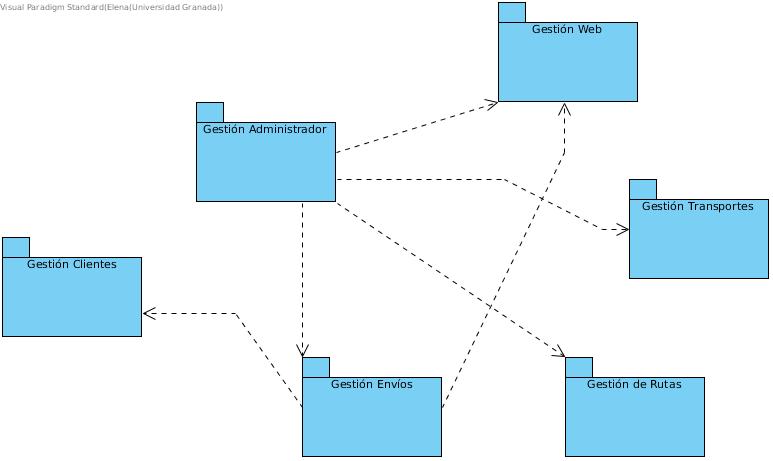 Visual Paradigm Standard(Elena(Universidad Granada))
Gestión Web
Gestión Administrador
Gestión Transportes
Gestión Clientes
Gestión Envíos
Gestión de Rutas